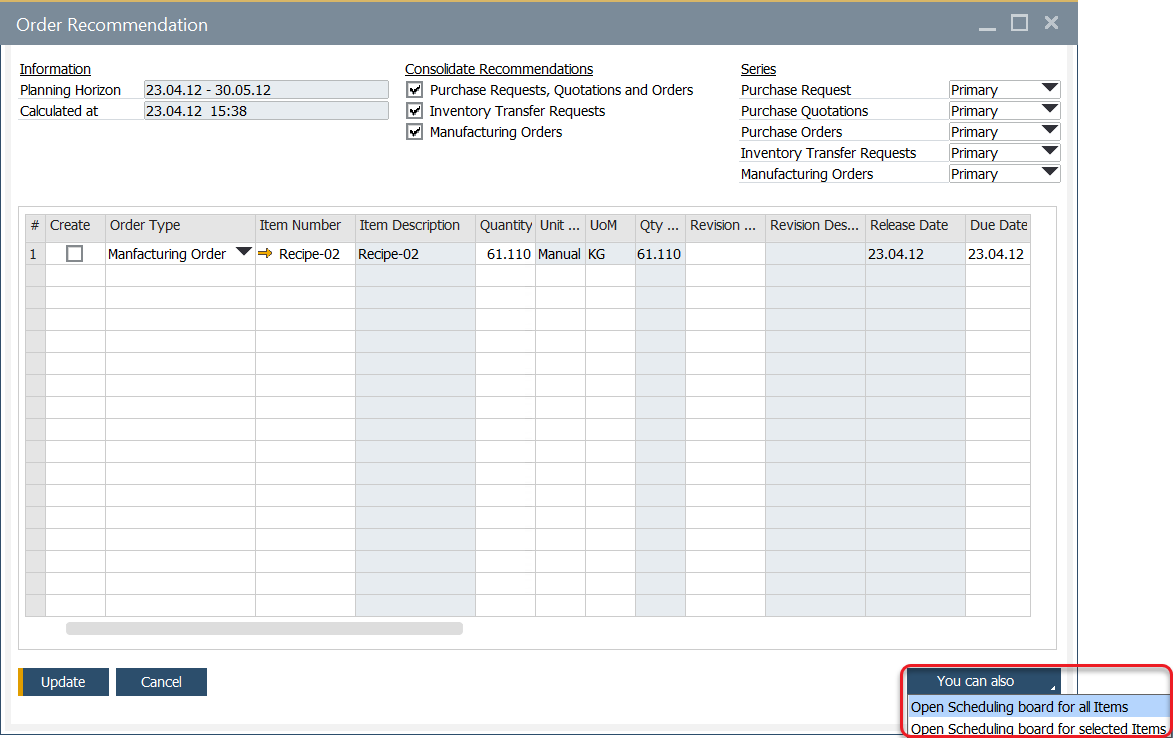 Order Recommendation
Information
Planning Horizon 23.04.12 - 30.05.12
Calculated at 23.04.12 15:38
Consolidate Recommendations
Purchase Requests, Quotations and Orders
Inventory Transfer Requests
Manufacturing Orders
Series
Purchase Request Primary
Purchase Quotations Primary
Purchase Orders Primary
Inventory Transfer Requests Primary
Manufacturing Orders Primary
# Create Order Type Item Number Item Description Quantity Unit ... UoM Qty ... Revision ... Revision Des... Release Date Due Date
1 Manfacturing Order Recipe-02 Recipe-02 61.110 Manual KG 61.110 23.04.12 23.04.12
Update Cancel You can also
Open Scheduling board for all Items
Open Scheduling board for selected Items